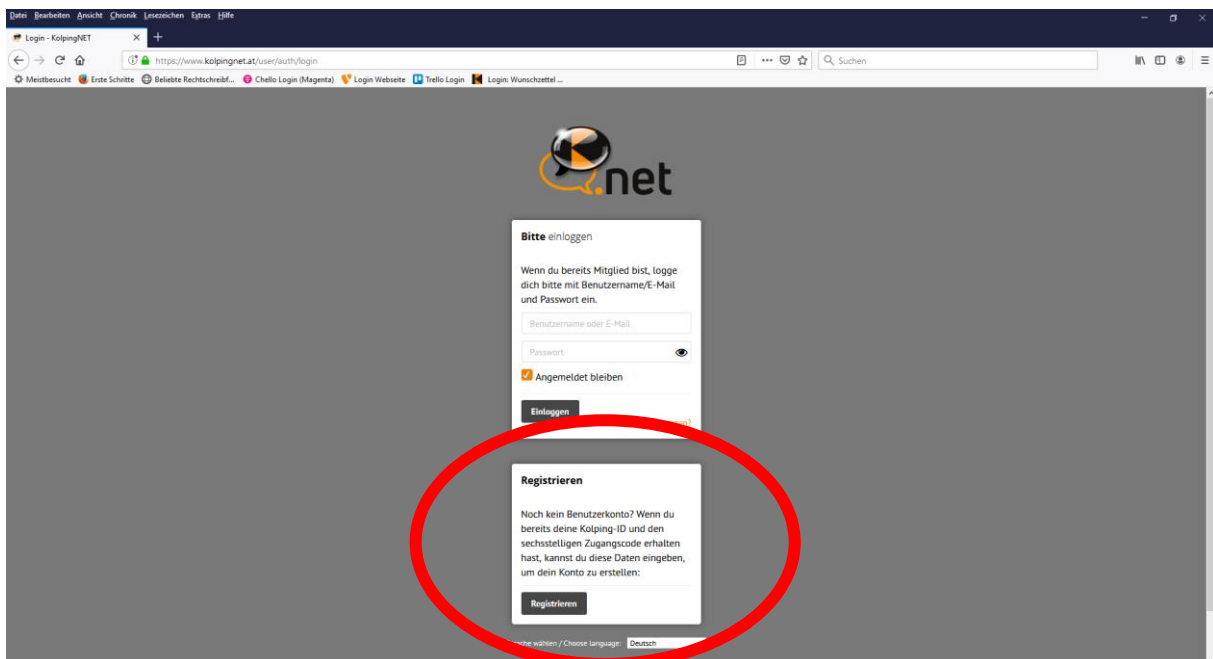 Datei Bearbeiten Ansicht Chronik Lesezeichen Extras Hilfe
Login - KolpingNET
https://www.kolpingnet.at/user/auth/login
Suchen
Meistbesucht Erste Schritte Beliebte Rechtschreibf... Chello Login (Magenta) Login Webseite Trello Login Login: Wunschzettel ...
K
.net
Bitte einloggen
Wenn du bereits Mitglied bist, logge
dich bitte mit Benutzername/E-Mail
und Passwort ein.
Benutzername oder E-Mail
Passwort
Angemeldet bleiben
Einloggen
Registrieren
Noch kein Benutzerkonto? Wenn du
bereits deine Kolping-ID und den
sechsstelligen Zugangscode erhalten
hast, kannst du diese Daten eingeben,
um dein Konto zu erstellen:
Registrieren
wählen / Choose language: Deutsch